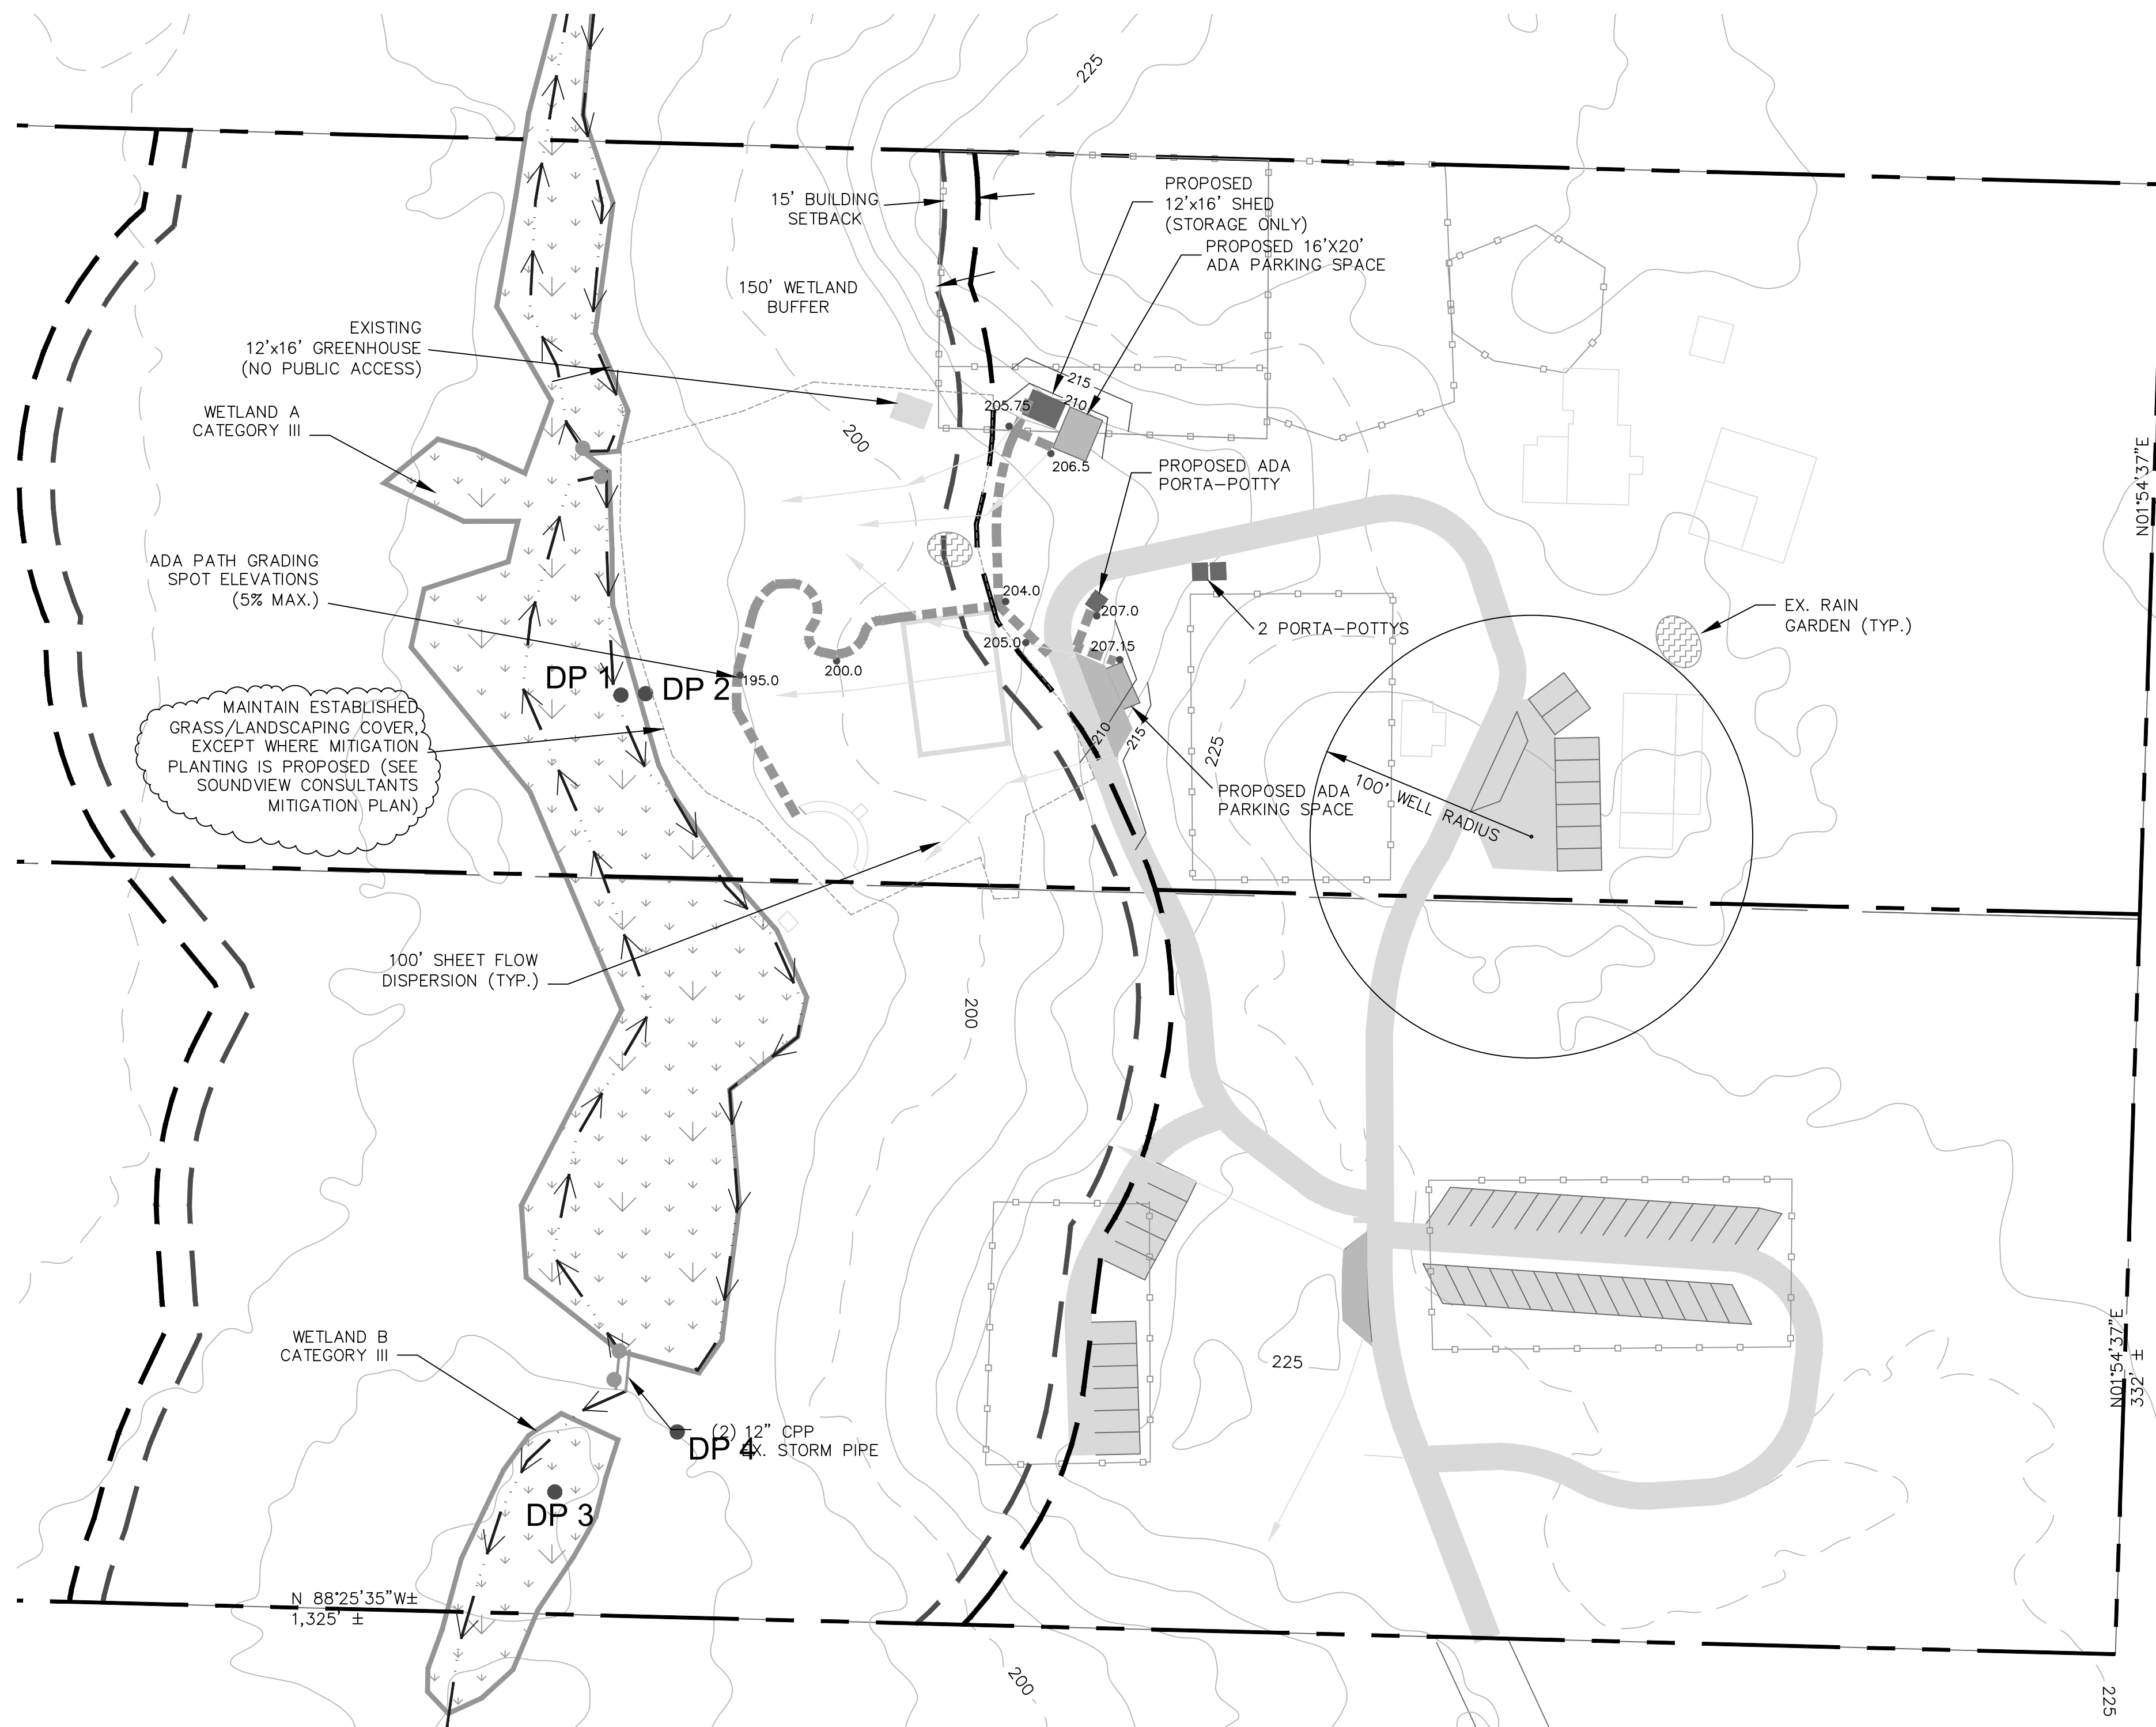 225
15' BUILDING
SETBACK
PROPOSED
12'x16' SHED
(STORAGE ONLY)
PROPOSED 16'X20'
ADA PARKING SPACE
150' WETLAND
BUFFER
EXISTING
12'x16' GREENHOUSE
(NO PUBLIC ACCESS)
WETLAND A
CATEGORY III
215
210
205.75
200
206.5
PROPOSED ADA
PORTA-POTTY
N01°54'37"E
ADA PATH GRADING
SPOT ELEVATIONS
(5% MAX.)
204.0
207.0
205.0
207.15
2 PORTA-POTTYS
EX. RAIN
GARDEN (TYP.)
200.0
195.0
DP 1
DP 2
MAINTAIN ESTABLISHED
GRASS/LANDSCAPING COVER,
EXCEPT WHERE MITIGATION
PLANTING IS PROPOSED (SEE
SOUNDVIEW CONSULTANTS
MITIGATION PLAN)
210
215
225
PROPOSED ADA
PARKING SPACE
100' WELL RADIUS
100' SHEET FLOW
DISPERSION (TYP.)
200
WETLAND B
CATEGORY III
225
N01°54'37"E
332' ±
(2) 12" CPP
EX. STORM PIPE
DP 4
DP 3
N 88°25'35"W±
1,325' ±
200
225